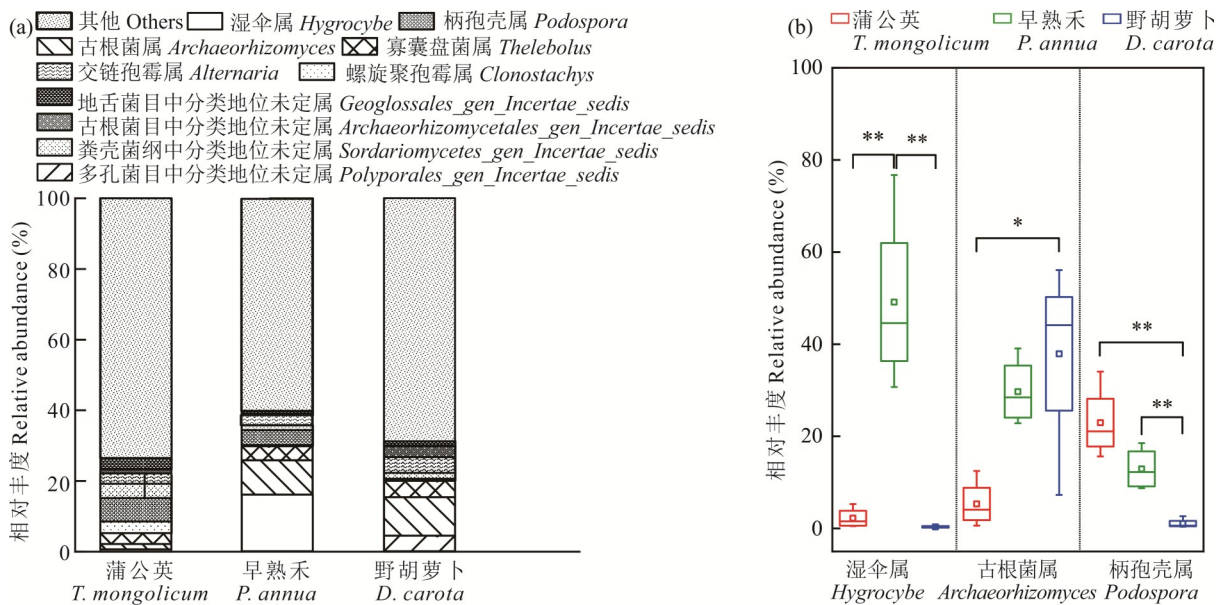 (a)
其他 Others 湿伞属 Hygrocybe 柄孢壳属 Podospora
古根菌属 Archaeorhizomyces 寡囊盘菌属 Thelebolus
交链孢霉属 Alternaria 螺旋聚孢霉属 Clonostachys
地舌菌目中分类地位未定属 Geoglossales_gen_Incertae_sedis
古根菌目中分类地位未定属 Archaeorhizomycetales_gen_Incertae_sedis
粪壳菌纲中分类地位未定属 Sordariomycetes_gen_Incertae_sedis
多孔菌目中分类地位未定属 Polyporales_gen_Incertae_sedis
相对丰度 Relative abundance (%)
100
80
60
40
20
0
蒲公英 早熟禾 野胡萝卜
T. mongolicum P. annua D. carota
(b)
蒲公英 早熟禾 野胡萝卜
T. mongolicum P. annua D. carota
相对丰度 Relative abundance (%)
100
80
60
40
20
0
** **
*
**
**
湿伞属 古根菌属 柄孢壳属
Hygrocybe Archaeorhizomyces Podospora